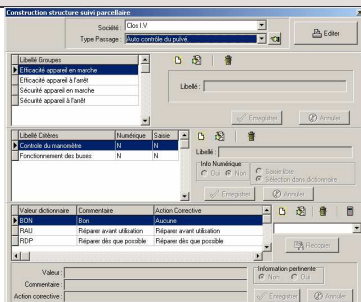 Construction structure suivi parcellaire
Société : Clos I.V
Type Passage : Auto contrôle du pulvé.
Editer
Libellé Groupes
Efficacité appareil en marche
Efficacité appareil à l'arrêt
Sécurité appareil en marche
Sécurité appareil à l'arrêt
Libellé :
Enregistrer
Annuler
Libellé Critères Numérique Saisie
Controle du manomètre N N
Fonctionnement des buses N N
Libellé :
Info Numérique
Oui Non
Saisie libre
Sélection dans dictionnaire
Enregistrer
Annuler
Valeur dictionnaire Commentaire Action Corrective
BON Bon Aucune
RAU Réparer avant utilisation Réparer avant utilisation
RDP Réparer dès que possible Réparer dès que possible
Recopier
Valeur :
Commentaire :
Action corrective :
Information pertinente
Non Oui
Enregistrer
Annuler